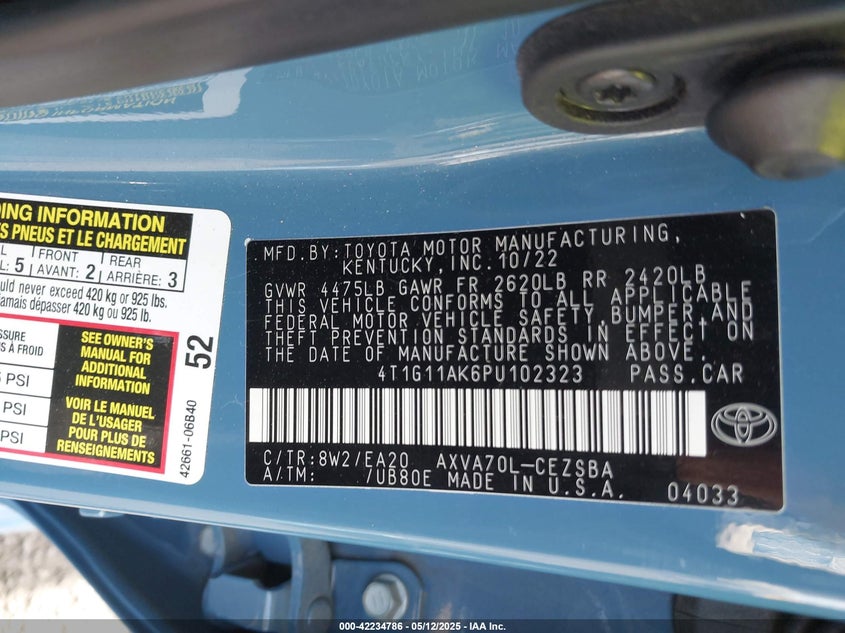 DING INFORMATION
S PNEUS ET LE CHARGEMENT
L : 5 FRONT AVANT: 2 REAR ARRIÈRE: 3
ould never exceed 420 kg or 925 lbs.
jamais dépasser 420 kg ou 925 lb.
SSURE
S À FROID
PSI
PSI
PSI
SEE OWNER'S
MANUAL FOR
ADDITIONAL
INFORMATION
VOIR LE MANUEL
DE L'USAGER
POUR PLUS DE
RENSEIGNEMENTS
52
42661-06B40
MFD.BY:TOYOTA MOTOR MANUFACTURING,
KENTUCKY,INC.10/22
GVWR 4475LB GAWR FR 2620LB RR 2420LB
THIS VEHICLE CONFORMS TO ALL APPLICABLE
FEDERAL MOTOR VEHICLE SAFETY,BUMPER,AND
THEFT PREVENTION STANDARDS IN EFFECT ON
THE DATE OF MANUFACTURE SHOWN ABOVE.
4T1G11AK6PU102323 PASS.CAR
C/TR:8W2/EA20 AXVA70L-CEZSBA
A/TM: /UB80E MADE IN U.S.A.
04033
000-42234786 - 05/12/2025 - IAA Inc.